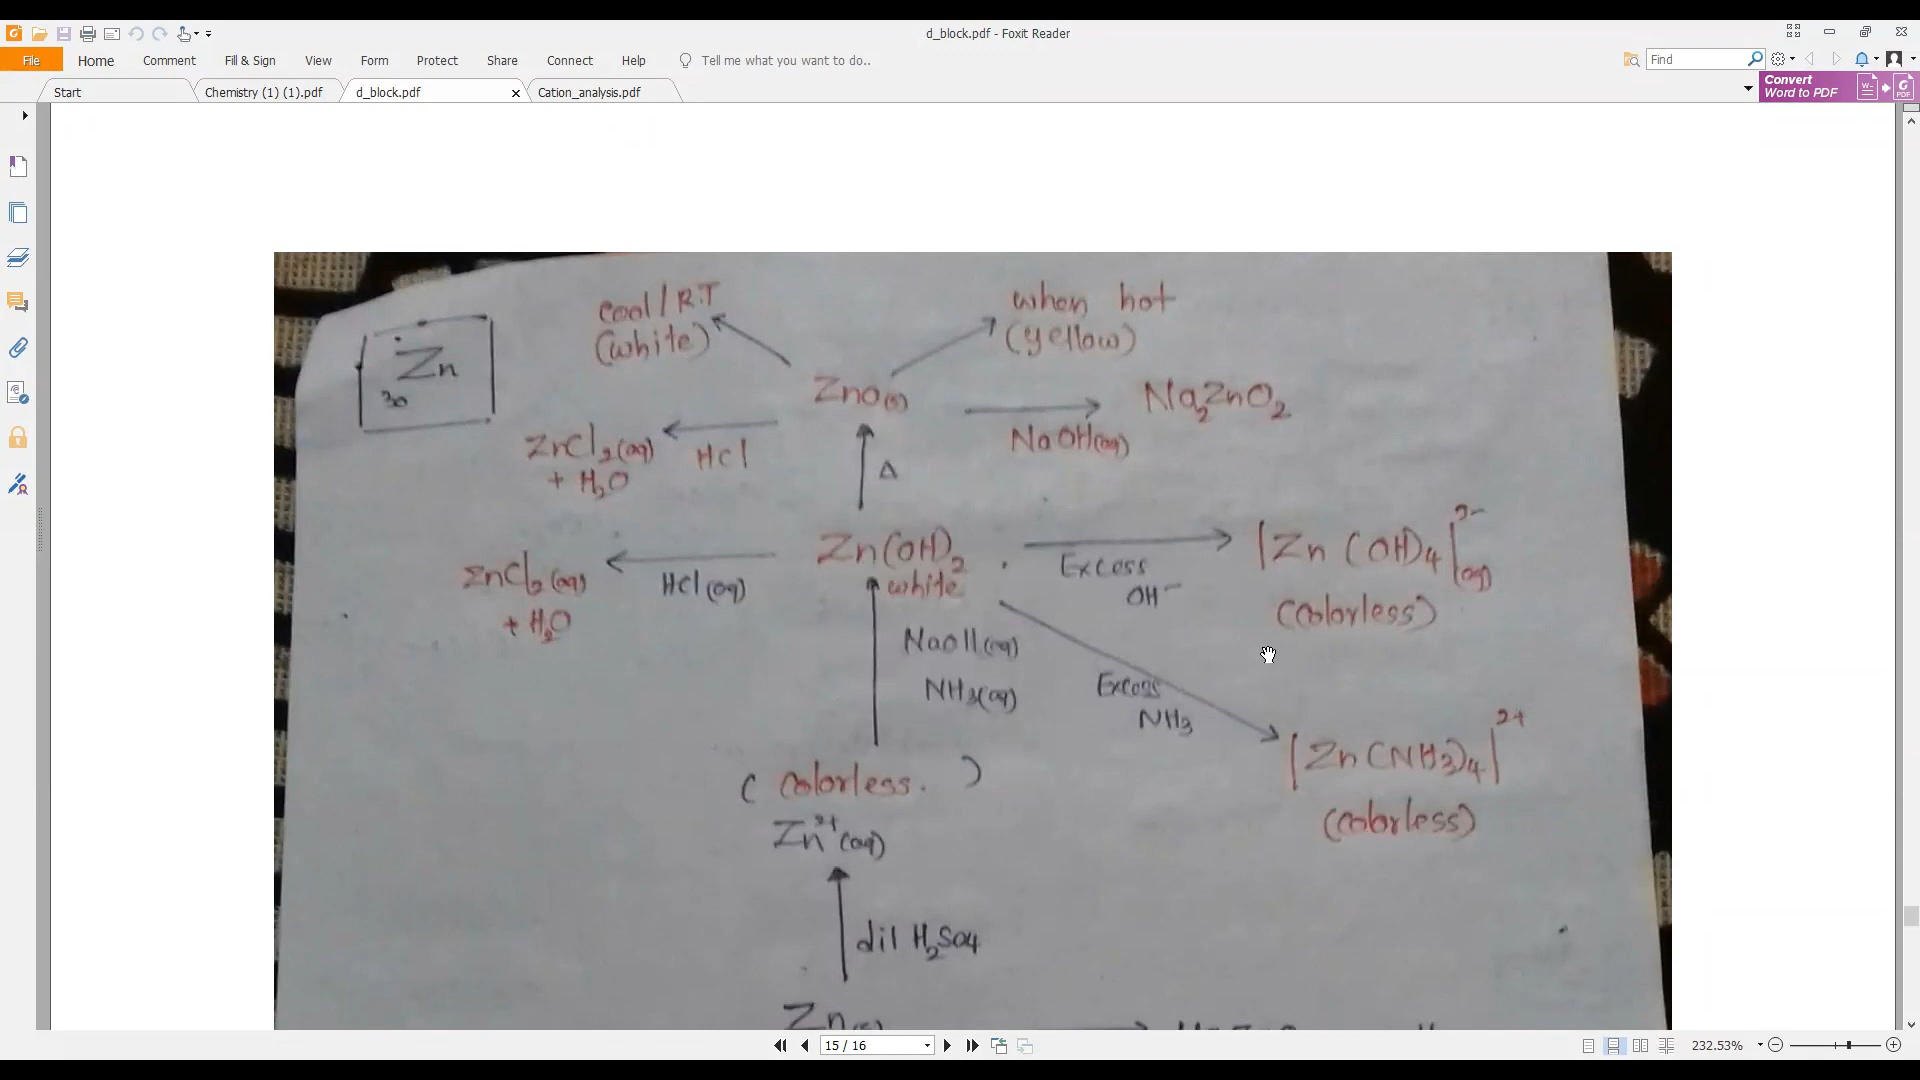 d_block.pdf - Foxit Reader
File Home Comment Fill & Sign View Form Protect Share Connect Help Tell me what you want to do.. Find
Start Chemistry (1) (1).pdf d_block.pdf Cation_analysis.pdf
Convert
Word to PDF
cool/R.T
(white)
when hot
(yellow)
Zn
30
ZnO(s)
NaOH(aq)
Na2ZnO2
ZnCl2(aq)
+ H2O
HCl
Δ
Zn(OH)2
white
HCl(aq)
ZnCl2(aq)
+ H2O
Excess
OH-
[Zn(OH)4]2-(aq)
(colorless)
NaOH(aq)
NH3(aq)
Excess
NH3
[Zn(NH3)4]2+
(colorless)
(colorless.)
Zn2+(aq)
dil H2SO4
Zn(s)
15 / 16
232.53%